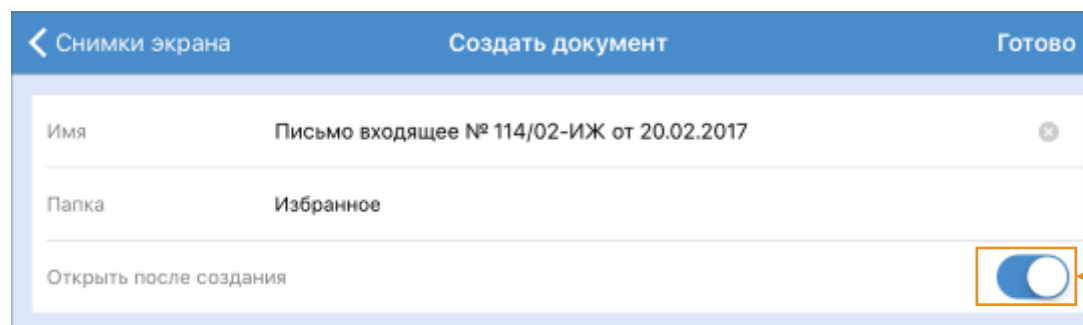 Снимки экрана Создать документ Готово
Имя Письмо входящее № 114/02-ИЖ от 20.02.2017
Папка Избранное
Открыть после создания